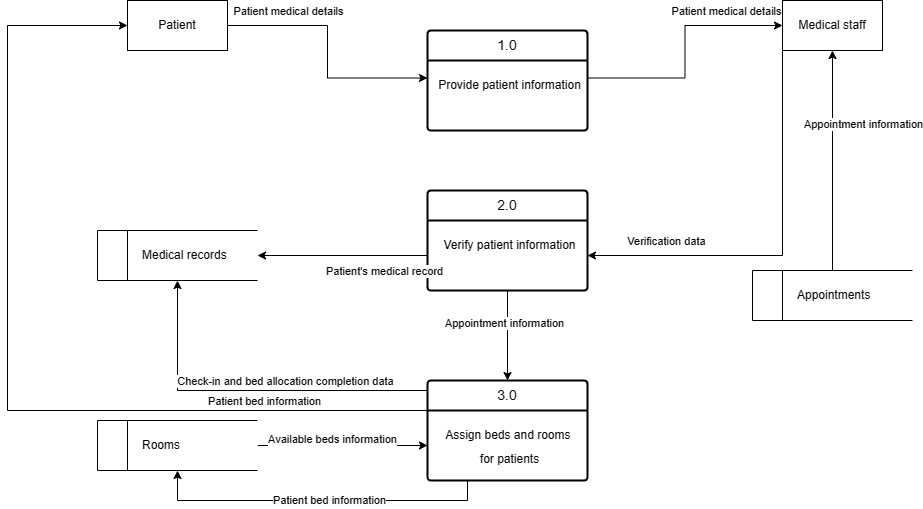 Patient medical details
Patient medical details
Patient
Medical staff
1.0
Provide patient information
Appointment information
2.0
Verify patient information
Verification data
Medical records
Patient's medical record
Appointments
Appointment information
Check-in and bed allocation completion data
3.0
Patient bed information
Assign beds and rooms
for patients
Available beds information
Rooms
Patient bed information